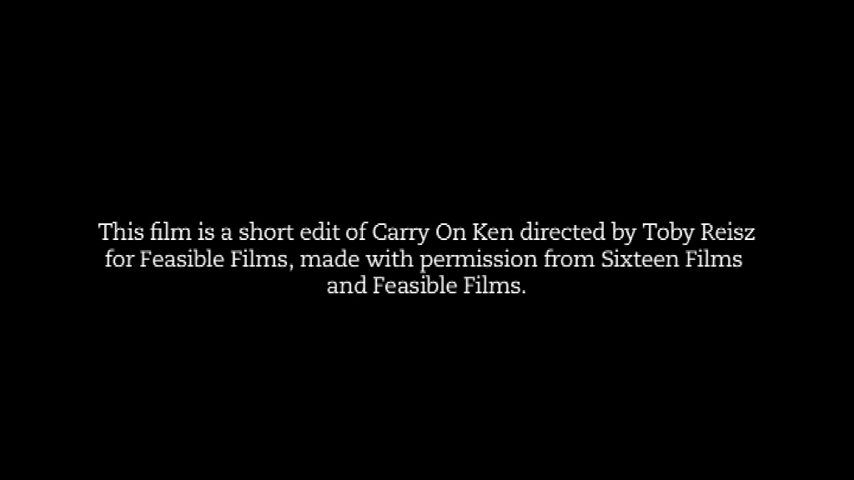 This film is a short edit of Carry On Ken directed by Toby Reisz
for Feasible Films, made with permission from Sixteen Films
and Feasible Films.